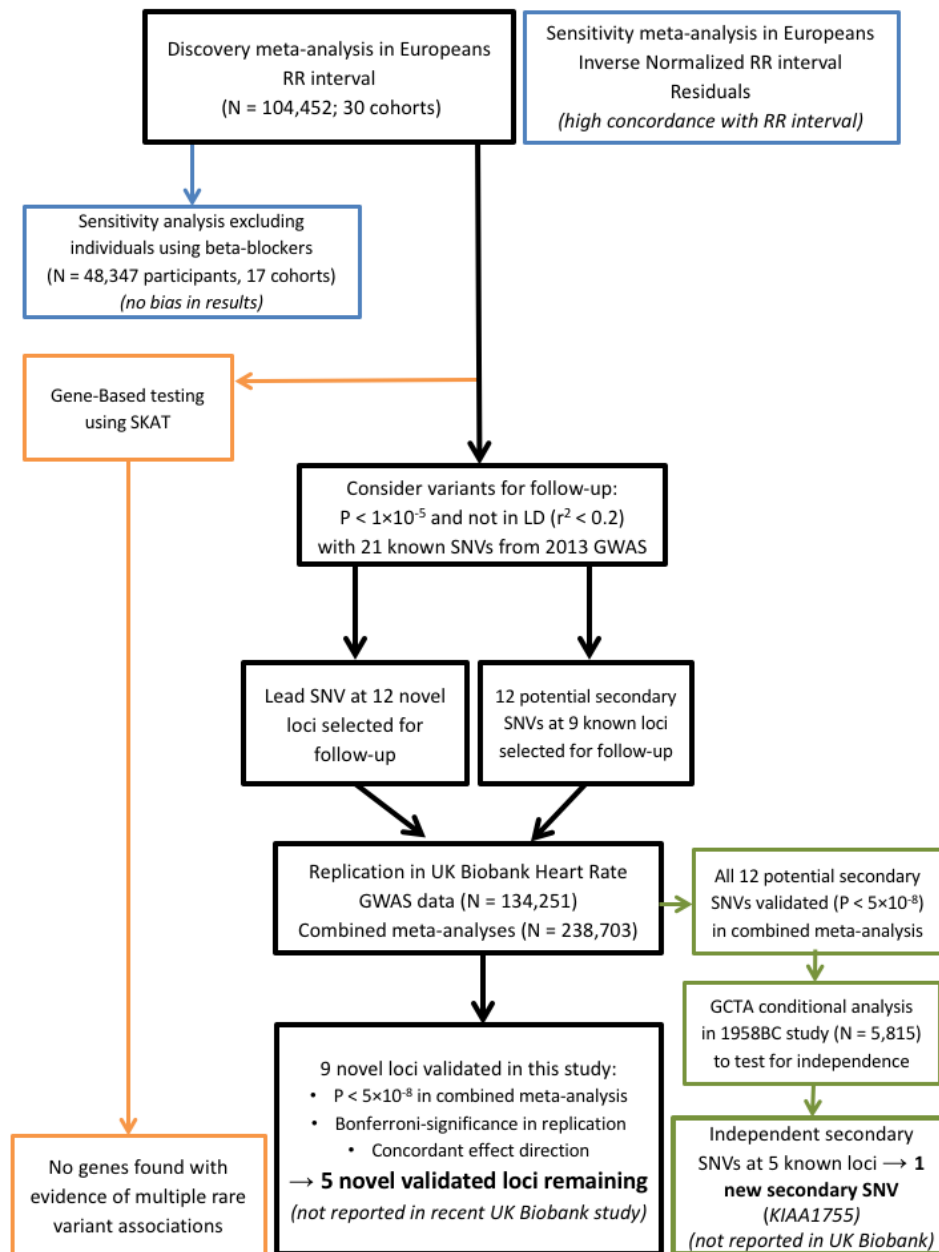 Discovery meta-analysis in Europeans
RR interval
(N = 104,452; 30 cohorts)
Sensitivity meta-analysis in Europeans
Inverse Normalized RR interval
Residuals
(high concordance with RR interval)
Sensitivity analysis excluding
individuals using beta-blockers
(N = 48,347 participants, 17 cohorts)
(no bias in results)
Gene-Based testing
using SKAT
Consider variants for follow-up:
P < 1×10⁻⁵ and not in LD (r² < 0.2)
with 21 known SNVs from 2013 GWAS
Lead SNV at 12 novel
loci selected for
follow-up
12 potential secondary
SNVs at 9 known loci
selected for follow-up
Replication in UK Biobank Heart Rate
GWAS data (N = 134,251)
Combined meta-analyses (N = 238,703)
All 12 potential secondary
SNVs validated (P < 5×10⁻⁸)
in combined meta-analysis
GCTA conditional analysis
in 1958BC study (N = 5,815)
to test for independence
9 novel loci validated in this study:
• P < 5×10⁻⁸ in combined meta-analysis
• Bonferroni-significance in replication
• Concordant effect direction
→ 5 novel validated loci remaining
(not reported in recent UK Biobank study)
Independent secondary
SNVs at 5 known loci → 1
new secondary SNV
(KIAA1755)
(not reported in UK Biobank)
No genes found with
evidence of multiple rare
variant associations